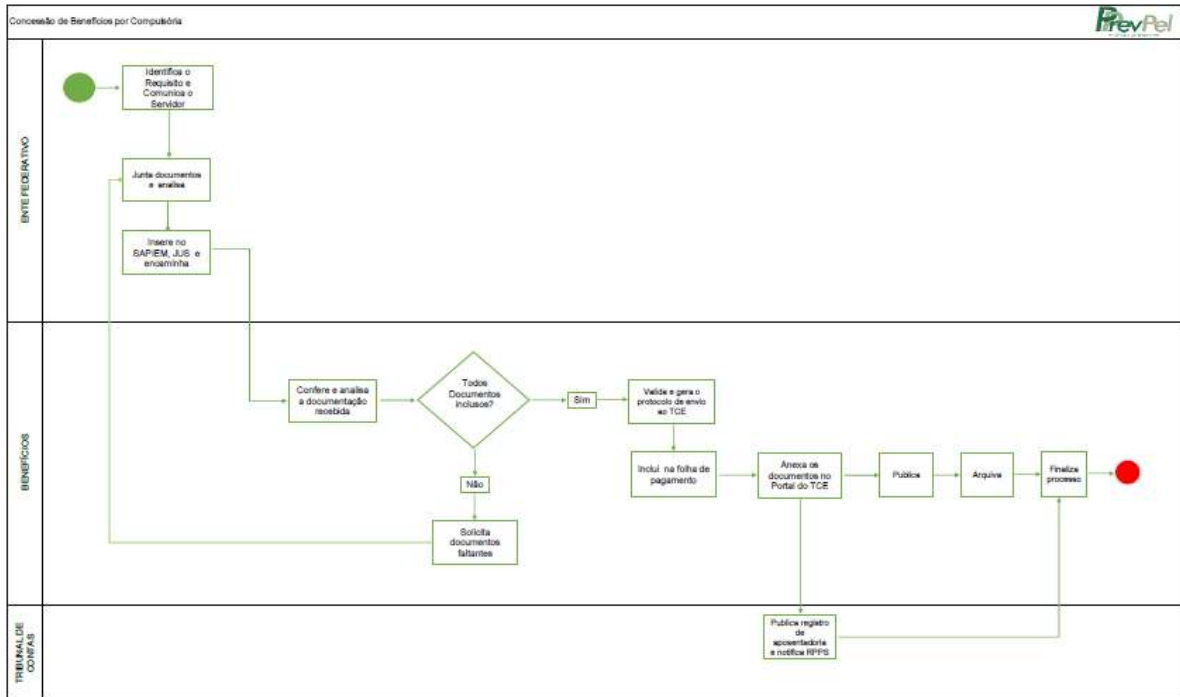 Concessão de Benefícios por Compulsória
PrevPel
ENTE FEDERATIVO
Identifica o
Requisito e
Comunica o
Servidor
Junta documentos
e analisa
Insere no
SAPIEM, JUS e
encaminha
BENEFÍCIOS
Confere e analisa
a documentação
recebida
Todos
Documentos
inclusos?
Sim
Não
Solicita
documentos
faltantes
Valida e gera o
protocolo de envio
ao TCE
Inclui na folha de
pagamento
Anexa os
documentos no
Portal do TCE
Publica
Arquiva
Finaliza
processo
TRIBUNAL DE
CONTAS
Publica registro
de
aposentadoria
e notifica RPPS